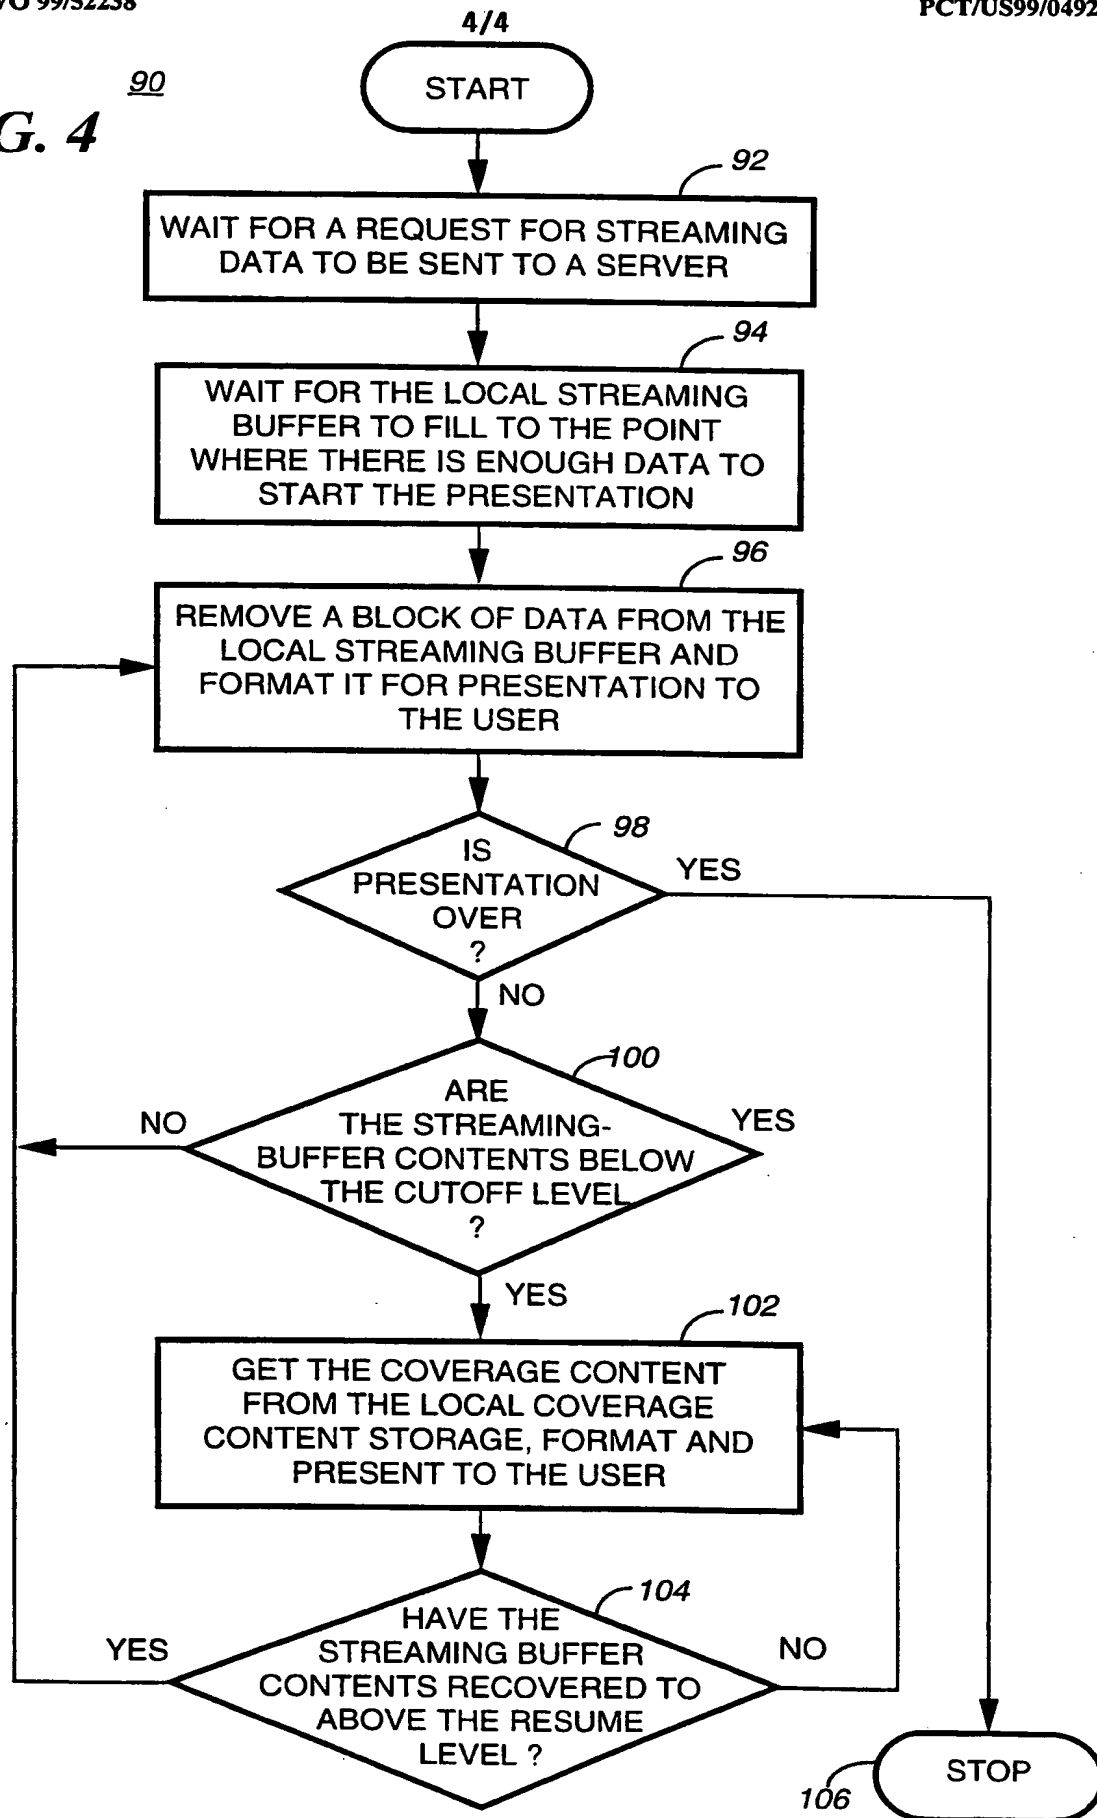 4/4
90
G. 4
START
92
WAIT FOR A REQUEST FOR STREAMING
DATA TO BE SENT TO A SERVER
94
WAIT FOR THE LOCAL STREAMING
BUFFER TO FILL TO THE POINT
WHERE THERE IS ENOUGH DATA TO
START THE PRESENTATION
96
REMOVE A BLOCK OF DATA FROM THE
LOCAL STREAMING BUFFER AND
FORMAT IT FOR PRESENTATION TO
THE USER
98
IS
PRESENTATION
OVER
?
YES
NO
100
ARE
THE STREAMING-
BUFFER CONTENTS BELOW
THE CUTOFF LEVEL
?
NO
YES
YES
102
GET THE COVERAGE CONTENT
FROM THE LOCAL COVERAGE
CONTENT STORAGE, FORMAT AND
PRESENT TO THE USER
104
HAVE THE
STREAMING BUFFER
CONTENTS RECOVERED TO
ABOVE THE RESUME
LEVEL ?
YES
NO
STOP
106